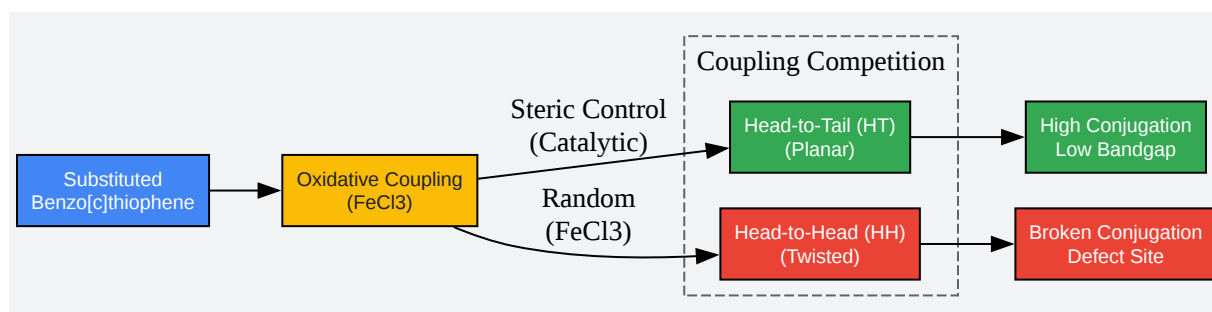 Coupling Competition
Steric Control
(Catalytic)
Head-to-Tail (HT)
(Planar)
High Conjugation
Low Bandgap
Substituted
Benzo[c]thiophene
Oxidative Coupling
(FeCl3)
Random
(FeCl3)
Head-to-Head (HH)
(Twisted)
Broken Conjugation
Defect Site